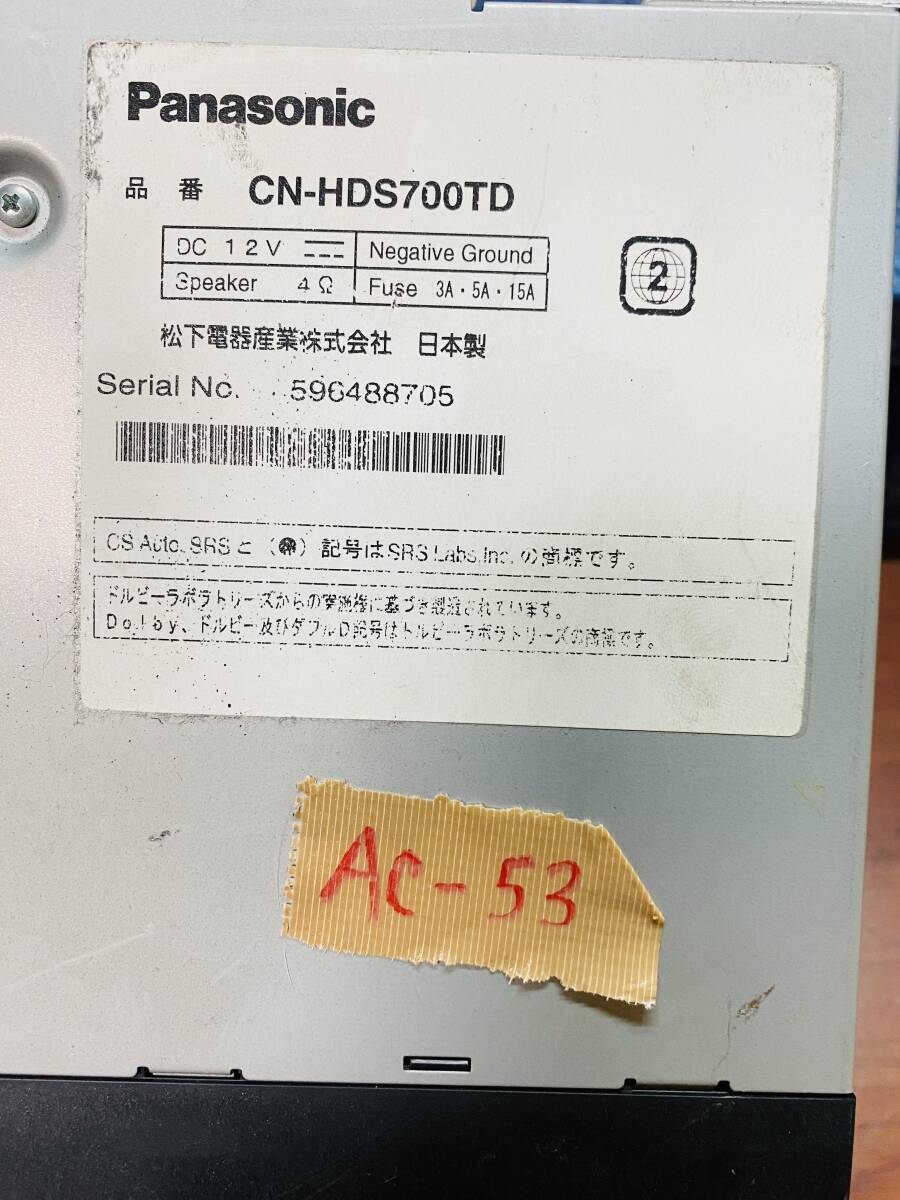 Panasonic
品 番 CN-HDS700TD
DC 12V Negative Ground
Speaker 4Ω Fuse 3A・5A・15A
2
松下電器産業株式会社 日本製
Serial No. 596488705
CS Auto, SRSと ( ) 記号はSRS Labs,Inc.の商標です。
ドルビーラボラトリーズからの実施権に基づき製造されています。
Dolby、ドルビー及びダブルD記号はドルビーラボラトリーズの商標です。
AC-53